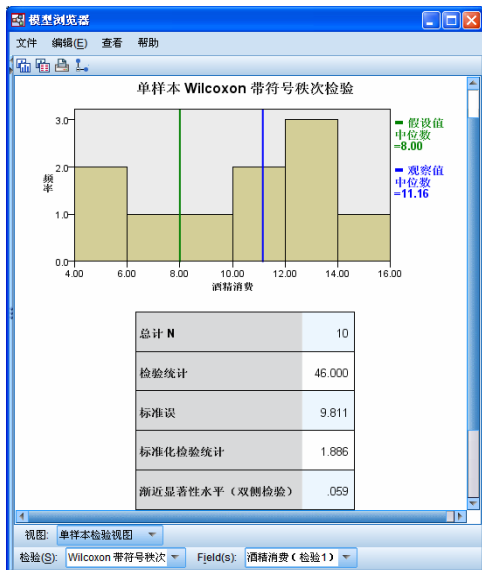 模型浏览器
文件 编辑(E) 查看 帮助
单样本 Wilcoxon 带符号秩次检验
3.0
2.0
1.0
0.0
频率
4.00 6.00 8.00 10.00 12.00 14.00 16.00
酒精消费
假设值
中位数
=8.00
观察值
中位数
=11.16
总计 N 10
检验统计 46.000
标准误 9.811
标准化检验统计 1.886
渐近显著性水平（双侧检验） .059
视图: 单样本检验视图
检验(S): Wilcoxon 带符号秩次 Field(s): 酒精消费（检验1）